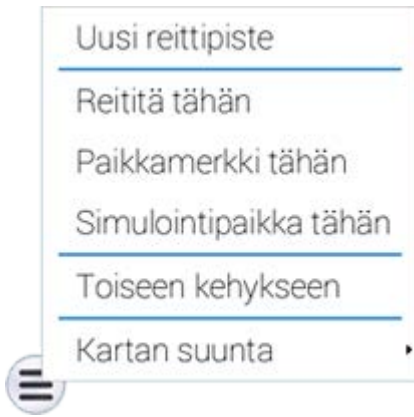 Uusi reittipiste
Reititä tähän
Paikkamerkki tähän
Simulointipaikka tähän
Toiseen kehykseen
Kartan suunta